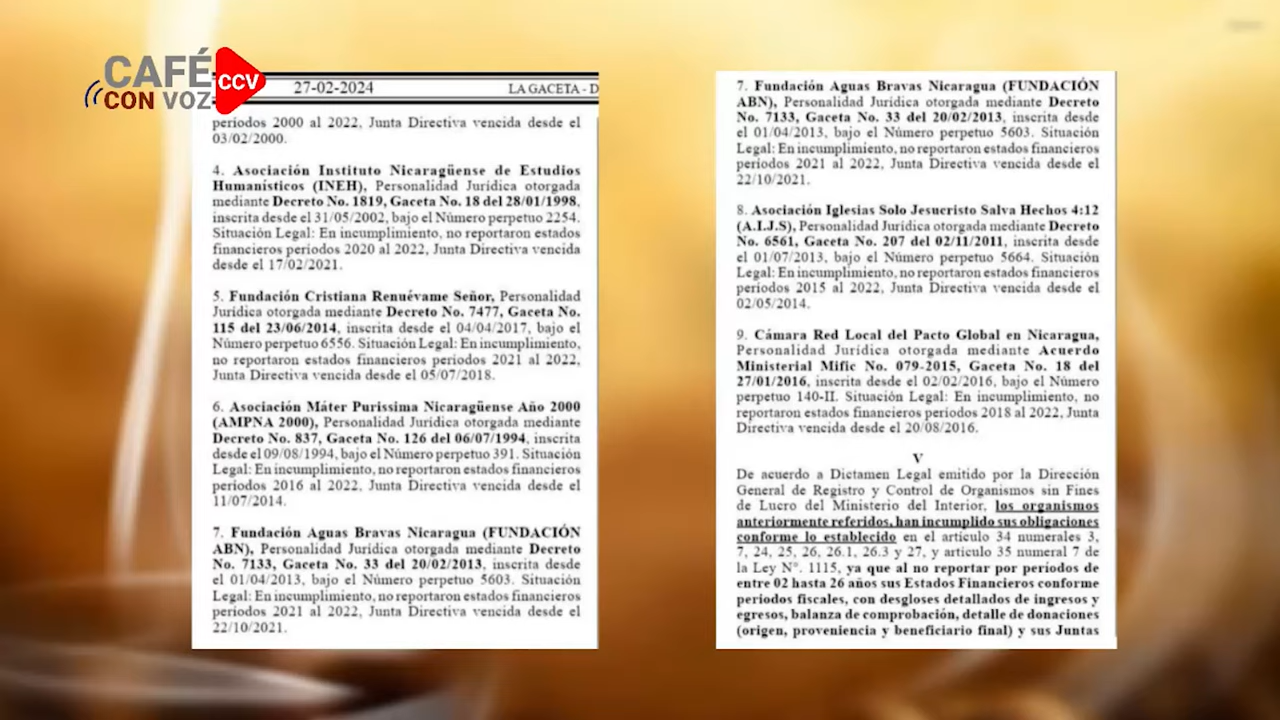 CAFÉ
CON VOZ
CCV
27-02-2024
LA GACETA - D
períodos 2000 al 2022, Junta Directiva vencida desde el
03/02/2000.
4. Asociación Instituto Nicaragüense de Estudios
Humanísticos (INEH), Personalidad Jurídica otorgada
mediante Decreto No. 1819, Gaceta No. 18 del 28/01/1998,
inscrita desde el 31/05/2002, bajo el Número perpetuo 2254.
Situación Legal: En incumplimiento, no reportaron estados
financieros períodos 2020 al 2022, Junta Directiva vencida
desde el 17/02/2021.
5. Fundación Cristiana Renuévame Señor, Personalidad
Jurídica otorgada mediante Decreto No. 7477, Gaceta No.
115 del 23/06/2014, inscrita desde el 04/04/2017, bajo el
Número perpetuo 6556. Situación Legal: En incumplimiento,
no reportaron estados financieros períodos 2021 al 2022,
Junta Directiva vencida desde el 05/07/2018.
6. Asociación Máter Purissima Nicaragüense Año 2000
(AMPNA 2000), Personalidad Jurídica otorgada mediante
Decreto No. 837, Gaceta No. 126 del 06/07/1994, inscrita
desde el 09/08/1994, bajo el Número perpetuo 391. Situación
Legal: En incumplimiento, no reportaron estados financieros
períodos 2016 al 2022, Junta Directiva vencida desde el
11/07/2014.
7. Fundación Aguas Bravas Nicaragua (FUNDACIÓN
ABN), Personalidad Jurídica otorgada mediante Decreto
No. 7133, Gaceta No. 33 del 20/02/2013, inscrita desde
el 01/04/2013, bajo el Número perpetuo 5603. Situación
Legal: En incumplimiento, no reportaron estados financieros
períodos 2021 al 2022, Junta Directiva vencida desde el
22/10/2021.
7. Fundación Aguas Bravas Nicaragua (FUNDACIÓN
ABN), Personalidad Jurídica otorgada mediante Decreto
No. 7133, Gaceta No. 33 del 20/02/2013, inscrita desde
el 01/04/2013, bajo el Número perpetuo 5603. Situación
Legal: En incumplimiento, no reportaron estados financieros
períodos 2021 al 2022, Junta Directiva vencida desde el
22/10/2021.
8. Asociación Iglesias Solo Jesucristo Salva Hechos 4:12
(A.I.J.S), Personalidad Jurídica otorgada mediante Decreto
No. 6561, Gaceta No. 207 del 02/11/2011, inscrita desde
el 01/07/2013, bajo el Número perpetuo 5664. Situación
Legal: En incumplimiento, no reportaron estados financieros
períodos 2015 al 2022, Junta Directiva vencida desde el
02/05/2014.
9. Cámara Red Local del Pacto Global en Nicaragua,
Personalidad Jurídica otorgada mediante Acuerdo
Ministerial Mific No. 079-2015, Gaceta No. 18 del
27/01/2016, inscrita desde el 02/02/2016, bajo el Número
perpetuo 140-II. Situación Legal: En incumplimiento, no
reportaron estados financieros períodos 2018 al 2022, Junta
Directiva vencida desde el 20/08/2016.
V
De acuerdo a Dictamen Legal emitido por la Dirección
General de Registro y Control de Organismos sin Fines
de Lucro del Ministerio del Interior, los organismos
anteriormente referidos, han incumplido sus obligaciones
conforme lo establecido en el artículo 34 numerales 3,
7, 24, 25, 26, 26.1, 26.3 y 27, y artículo 35 numeral 7 de
la Ley N°. 1115, ya que al no reportar por períodos de
entre 02 hasta 26 años sus Estados Financieros conforme
períodos fiscales, con desgloses detallados de ingresos y
egresos, balanza de comprobación, detalle de donaciones
(origen, proveniencia y beneficiario final) y sus Juntas